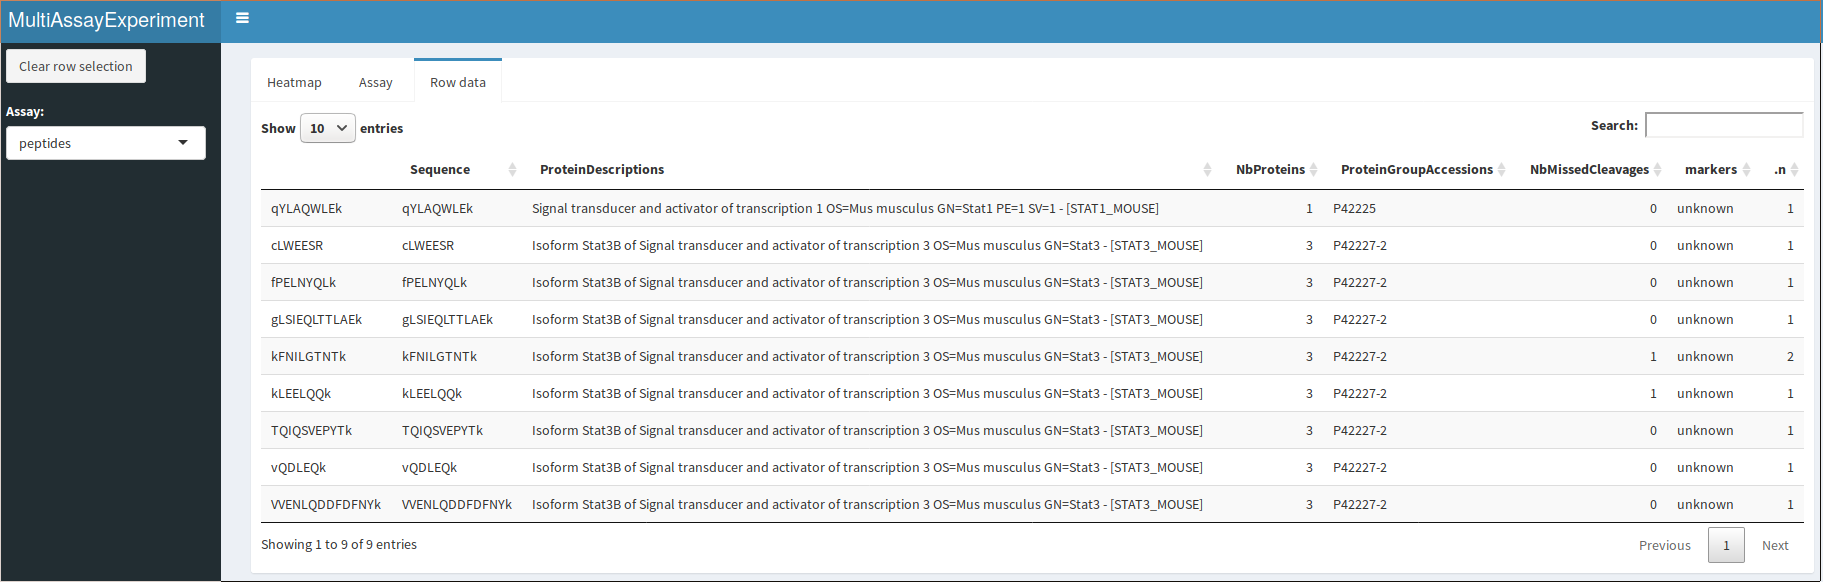 MultiAssayExperiment
Clear row selection
Assay:
peptides
Heatmap Assay Row data
Show 10 entries Search:
Sequence ProteinDescriptions NbProteins ProteinGroupAccessions NbMissedCleavages markers .n
qYLAQWLEk qYLAQWLEk Signal transducer and activator of transcription 1 OS=Mus musculus GN=Stat1 PE=1 SV=1 - [STAT1_MOUSE] 1 P42225 0 unknown 1
cLWEESR cLWEESR Isoform Stat3B of Signal transducer and activator of transcription 3 OS=Mus musculus GN=Stat3 - [STAT3_MOUSE] 3 P42227-2 0 unknown 1
fPELNYQLk fPELNYQLk Isoform Stat3B of Signal transducer and activator of transcription 3 OS=Mus musculus GN=Stat3 - [STAT3_MOUSE] 3 P42227-2 0 unknown 1
gLSIEQLTTLAEk gLSIEQLTTLAEk Isoform Stat3B of Signal transducer and activator of transcription 3 OS=Mus musculus GN=Stat3 - [STAT3_MOUSE] 3 P42227-2 0 unknown 1
kFNILGTNTk kFNILGTNTk Isoform Stat3B of Signal transducer and activator of transcription 3 OS=Mus musculus GN=Stat3 - [STAT3_MOUSE] 3 P42227-2 1 unknown 2
kLEELQQk kLEELQQk Isoform Stat3B of Signal transducer and activator of transcription 3 OS=Mus musculus GN=Stat3 - [STAT3_MOUSE] 3 P42227-2 1 unknown 1
TQIQSVEPYTk TQIQSVEPYTk Isoform Stat3B of Signal transducer and activator of transcription 3 OS=Mus musculus GN=Stat3 - [STAT3_MOUSE] 3 P42227-2 0 unknown 1
vQDLEQk vQDLEQk Isoform Stat3B of Signal transducer and activator of transcription 3 OS=Mus musculus GN=Stat3 - [STAT3_MOUSE] 3 P42227-2 0 unknown 1
VVENLQDDFDFNYk VVENLQDDFDFNYk Isoform Stat3B of Signal transducer and activator of transcription 3 OS=Mus musculus GN=Stat3 - [STAT3_MOUSE] 3 P42227-2 0 unknown 1
Showing 1 to 9 of 9 entries Previous 1 Next